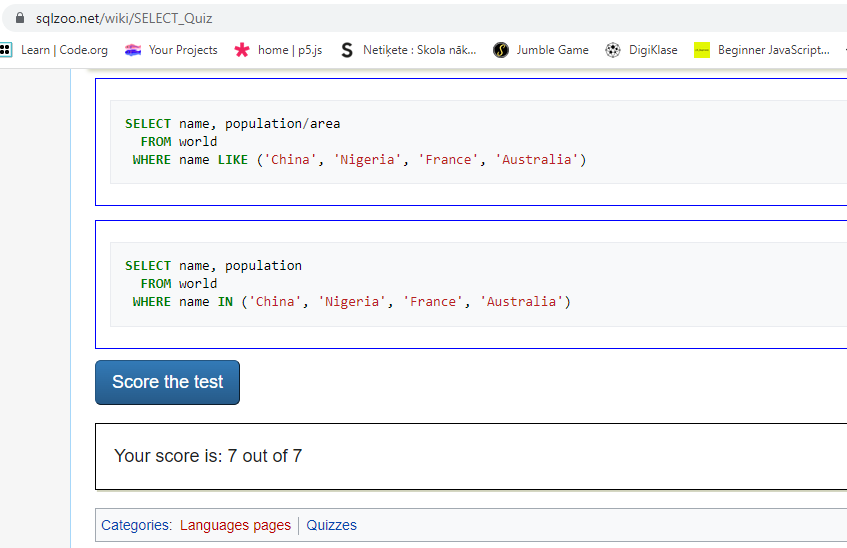 sqlzoo.net/wiki/SELECT_Quiz
Learn | Code.org Your Projects home | p5.js Netiķete : Skola nāk... Jumble Game DigiKlase Beginner JavaScript...
SELECT name, population/area
FROM world
WHERE name LIKE ('China', 'Nigeria', 'France', 'Australia')
SELECT name, population
FROM world
WHERE name IN ('China', 'Nigeria', 'France', 'Australia')
Score the test
Your score is: 7 out of 7
Categories: Languages pages | Quizzes